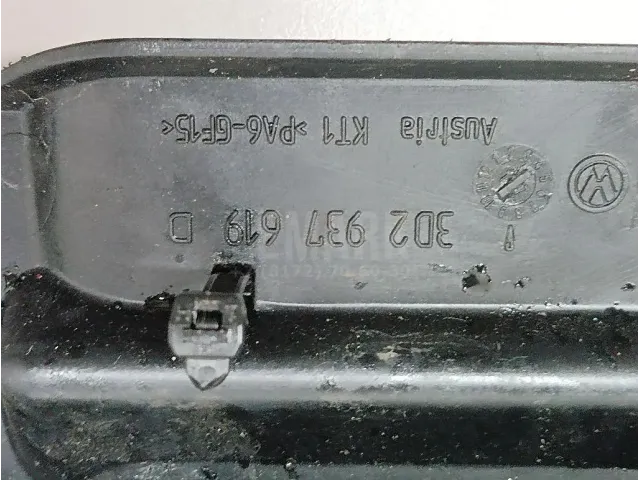 3D2 937 619 D
Austria KT1 >PA6-GF15<